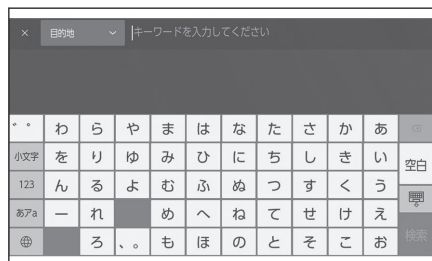 × 目的地 キーワードを入力してください
゛゜ わ ら や ま は な た さ か あ
小文字 を り ゆ み ひ に ち し き い 空白
123 ん る よ む ふ ぬ つ す く う
あアa ー れ め へ ね て せ け え
ろ 、。 も ほ の と そ こ お 検索